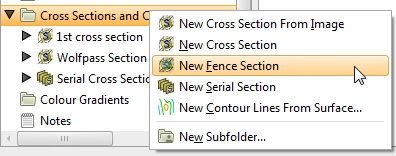 Cross Sections and C
1st cross section
Wolfpass Section
Serial Cross Sectio
Colour Gradients
Notes
New Cross Section From Image
New Cross Section
New Fence Section
New Serial Section
New Contour Lines From Surface...
New Subfolder...